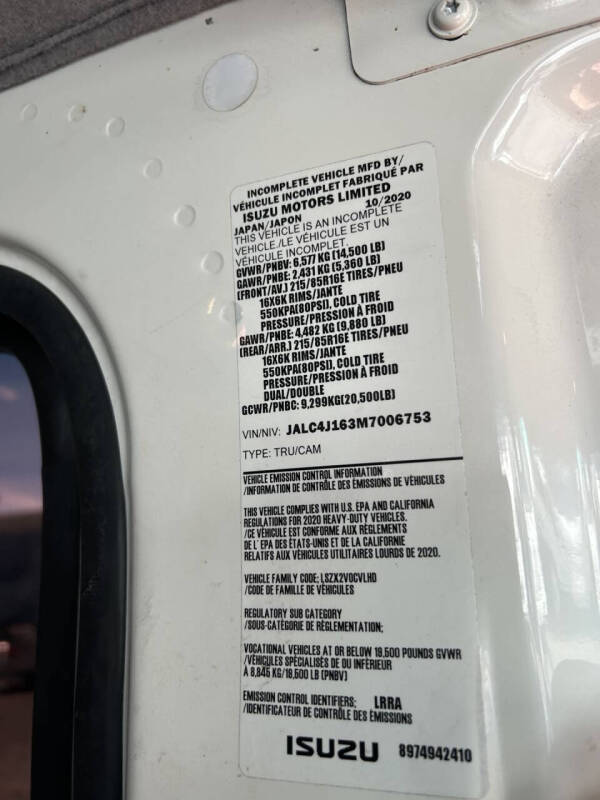 INCOMPLETE VEHICLE MFD BY/
VÉHICULE INCOMPLET FABRIQUÉ PAR
ISUZU MOTORS LIMITED
JAPAN/JAPON 10/2020
THIS VEHICLE IS AN INCOMPLETE
VEHICLE./LE VÉHICULE EST UN
VÉHICULE INCOMPLET.
GVWR/PNBV: 6,577 KG (14,500 LB)
GAWR/PNBE: 2,431 KG (5,360 LB)
(FRONT/AV.) 215/85R16E TIRES/PNEU
16X6K RIMS/JANTE
550KPA(80PSI), COLD TIRE
PRESSURE/PRESSION À FROID
GAWR/PNBE: 4,482 KG (9,880 LB)
(REAR/ARR.) 215/85R16E TIRES/PNEU
16X6K RIMS/JANTE
550KPA(80PSI), COLD TIRE
PRESSURE/PRESSION À FROID
DUAL/DOUBLE
GCWR/PNBC: 9,299KG(20,500LB)
VIN/NIV: JALC4J163M7006753
TYPE: TRU/CAM
VEHICLE EMISSION CONTROL INFORMATION
/INFORMATION DE CONTRÔLE DES ÉMISSIONS DE VÉHICULES
THIS VEHICLE COMPLIES WITH U.S. EPA AND CALIFORNIA
REGULATIONS FOR 2020 HEAVY-DUTY VEHICLES.
/CE VÉHICULE EST CONFORME AUX RÈGLEMENTS
DE L' EPA DES ÉTATS-UNIS ET DE LA CALIFORNIE
RELATIFS AUX VÉHICULES UTILITAIRES LOURDS DE 2020.
VEHICLE FAMILY CODE: LSZX2VOCVLHD
/CODE DE FAMILLE DE VÉHICULES
REGULATORY SUB CATEGORY
/SOUS-CATÉGORIE DE RÉGLEMENTATION:
VOCATIONAL VEHICLES AT OR BELOW 19,500 POUNDS GVWR
/VÉHICULES SPÉCIALISÉS DE OU INFÉRIEUR
À 8,845 KG/19,500 LB (PNBV)
EMISSION CONTROL IDENTIFIERS: LRRA
/IDENTIFICATEUR DE CONTRÔLE DES ÉMISSIONS
ISUZU 8974942410